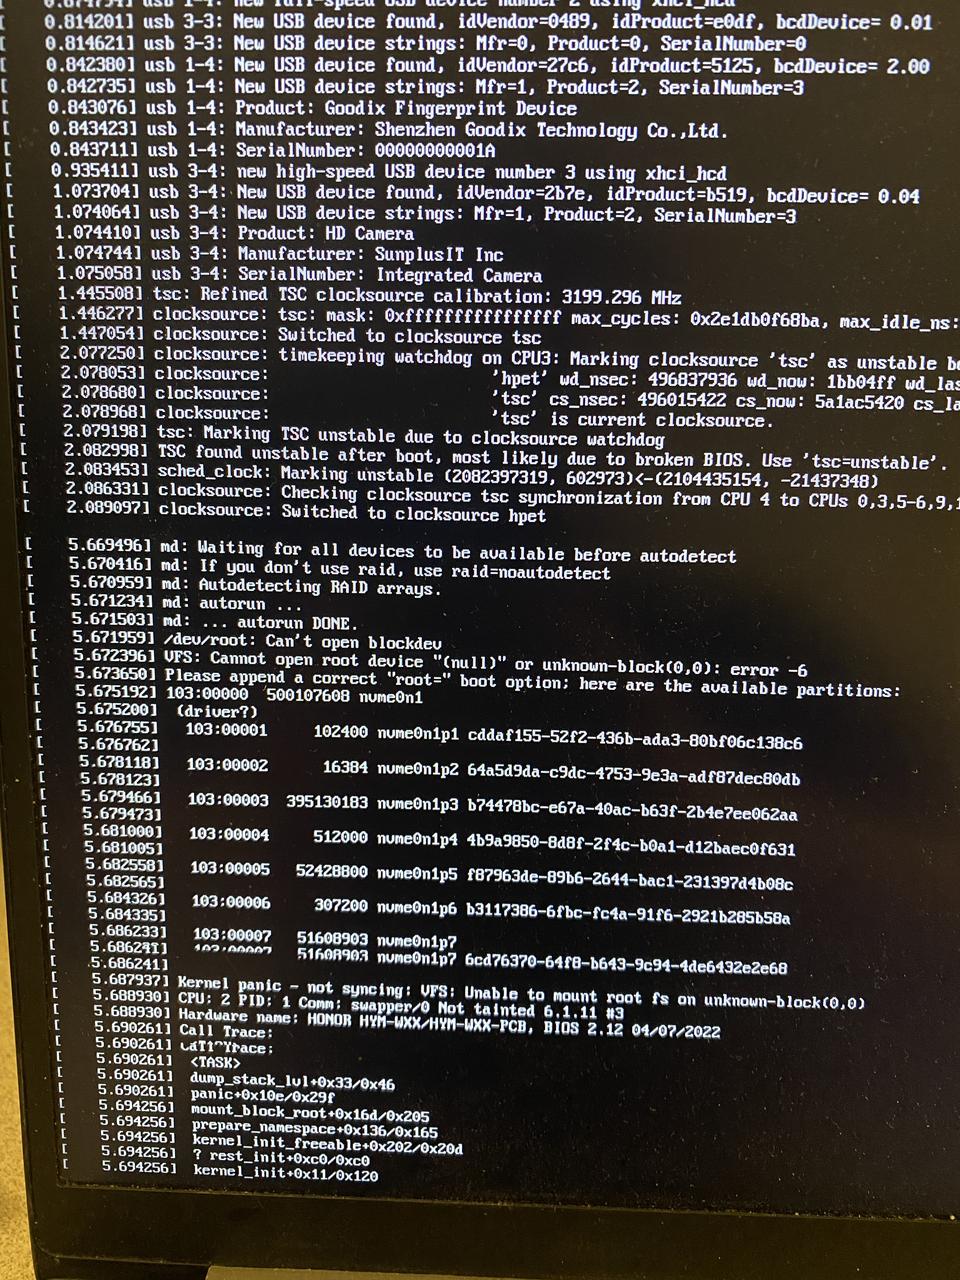 0.814201] usb 3-3: New USB device found, idVendor=0489, idProduct=e0df, bcdDevice= 0.01
0.814621] usb 3-3: New USB device strings: Mfr=0, Product=0, SerialNumber=0
0.842380] usb 1-4: New USB device found, idVendor=27c6, idProduct=5125, bcdDevice= 2.00
0.842735] usb 1-4: New USB device strings: Mfr=1, Product=2, SerialNumber=3
0.843076] usb 1-4: Product: Goodix Fingerprint Device
0.843423] usb 1-4: Manufacturer: Shenzhen Goodix Technology Co.,Ltd.
0.843711] usb 1-4: SerialNumber: 00000000001A
[ 0.935411] usb 3-4: new high-speed USB device number 3 using xhci_hcd
[ 1.073704] usb 3-4: New USB device found, idVendor=2b7e, idProduct=b519, bcdDevice= 0.04
[ 1.074064] usb 3-4: New USB device strings: Mfr=1, Product=2, SerialNumber=3
[ 1.074410] usb 3-4: Product: HD Camera
[ 1.074744] usb 3-4: Manufacturer: SunplusIT Inc
[ 1.075058] usb 3-4: SerialNumber: Integrated Camera
[ 1.445508] tsc: Refined TSC clocksource calibration: 3199.296 MHz
[ 1.446277] clocksource: tsc: mask: 0xffffffffffffffff max_cycles: 0x2e1db0f68ba, max_idle_ns:
[ 1.447054] clocksource: Switched to clocksource tsc
[ 2.077250] clocksource: timekeeping watchdog on CPU3: Marking clocksource 'tsc' as unstable
[ 2.078053] clocksource: 'hpet' wd_nsec: 496837936 wd_now: 1bb04ff
[ 2.078680] clocksource: 'tsc' cs_nsec: 496015422 cs_now: 5a1ac5420
[ 2.078968] clocksource: 'tsc' is current clocksource.
[ 2.079198] tsc: Marking TSC unstable due to clocksource watchdog
[ 2.082998] TSC found unstable after boot, most likely due to broken BIOS. Use 'tsc=unstable'.
[ 2.083453] sched_clock: Marking unstable (2082397319, 602973)<-(2104435154, -21437348)
[ 2.086331] clocksource: Checking clocksource tsc synchronization from CPU 4 to CPUs 0,3,5-6,9,
[ 2.089097] clocksource: Switched to clocksource hpet
[ 5.669496] md: Waiting for all devices to be available before autodetect
[ 5.670416] md: If you don't use raid, use raid=noautodetect
[ 5.670959] md: Autodetecting RAID arrays.
[ 5.671234] md: autorun ...
[ 5.671503] md: ... autorun DONE.
[ 5.671959] /dev/root: Can't open blockdev
[ 5.672396] VFS: Cannot open root device "(null)" or unknown-block(0,0): error -6
[ 5.673650] Please append a correct "root=" boot option; here are the available partitions:
[ 5.675192] 103:00000 500107608 nvme0n1
[ 5.675200] (driver?)
[ 5.676755] 103:00001 102400 nvme0n1p1 cddaf155-52f2-436b-ada3-80bf06c138c6
[ 5.676762]
[ 5.678118] 103:00002 16384 nvme0n1p2 64a5d9da-c9dc-4753-9e3a-adf87dec80db
[ 5.678123]
[ 5.679466] 103:00003 395130183 nvme0n1p3 b74478bc-e67a-40ac-b63f-2b4e7ee062aa
[ 5.679473]
[ 5.681000] 103:00004 512000 nvme0n1p4 4b9a9850-8d8f-2f4c-b0a1-d12baec0f631
[ 5.681005]
[ 5.682558] 103:00005 52428800 nvme0n1p5 f87963de-89b6-2644-bac1-231397d4b08c
[ 5.682565]
[ 5.684326] 103:00006 307200 nvme0n1p6 b3117386-6fbc-fc4a-91f6-2921b285b58a
[ 5.684335]
[ 5.686233] 103:00007 51608903 nvme0n1p7
[ 51608903 nvme0n1p7 6cd76370-64f8-b643-9c94-4de6432e2e68
[ 5.686241]
[ 5.687937] Kernel panic - not syncing: VFS: Unable to mount root fs on unknown-block(0,0)
[ 5.688930] CPU: 2 PID: 1 Comm: swapper/0 Not tainted 6.1.11 #3
[ 5.688930] Hardware name: HONOR HYM-WXX/HYM-WXX-PCB, BIOS 2.12 04/07/2022
[ 5.690261] Call Trace:
[ 5.690261]
[ 5.690261] <TASK>
[ 5.690261] dump_stack_lvl+0x33/0x46
[ 5.690261] panic+0x10e/0x29f
[ 5.694256] mount_block_root+0x16d/0x205
[ 5.694256] prepare_namespace+0x136/0x165
[ 5.694256] kernel_init_freeable+0x202/0x20d
[ 5.694256] ? rest_init+0xc0/0xc0
[ 5.694256] kernel_init+0x11/0x120